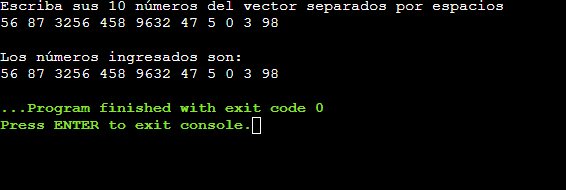 Escriba sus 10 números del vector separados por espacios
56 87 3256 458 9632 47 5 0 3 98
Los números ingresados son:
56 87 3256 458 9632 47 5 0 3 98
...Program finished with exit code 0
Press ENTER to exit console.